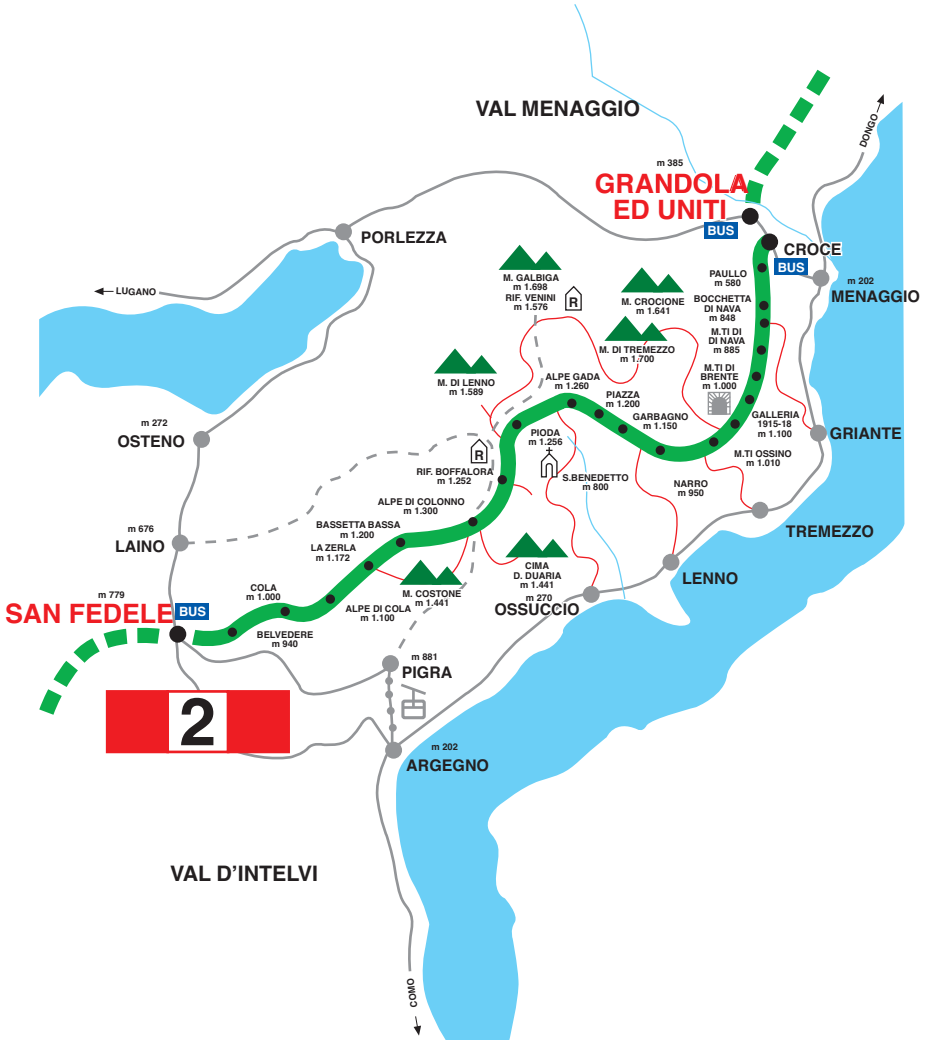 VAL MENAGGIO
DONGO
m 385
GRANDOLA
ED UNITI
BUS
CROCE
BUS
PORLEZZA
LUGANO
M. GALBIGA
m 1.698
RIF. VENINI
m 1.576
R
M. CROCIONE
m 1.641
PAULLO
m 580
m 202
MENAGGIO
BOCCHETTA
DI NAVA
m 848
M. DI TREMEZZO
m 1.700
M.TI DI
DI NAVA
m 885
M. DI LENNO
m 1.589
ALPE GADA
m 1.260
M.TI DI
BRENTE
m 1.000
PIAZZA
m 1.200
GARBAGNO
m 1.150
GALLERIA
1915-18
m 1.100
GRIANTE
m 272
OSTENO
PIODA
m 1.256
R
RIF. BOFFALORA
m 1.252
S.BENEDETTO
m 800
M.TI OSSINO
m 1.010
NARRO
m 950
ALPE DI COLONNO
m 1.300
TREMEZZO
m 676
LAINO
BASSETTA BASSA
m 1.200
LA ZERLA
m 1.172
CIMA
D. DUARIA
m 1.441
LENNO
M. COSTONE
m 1.441
m 270
OSSUCCIO
m 779
SAN FEDELE
BUS
COLA
m 1.000
ALPE DI COLA
m 1.100
BELVEDERE
m 940
m 881
PIGRA
2
m 202
ARGEGNO
VAL D'INTELVI
COMO